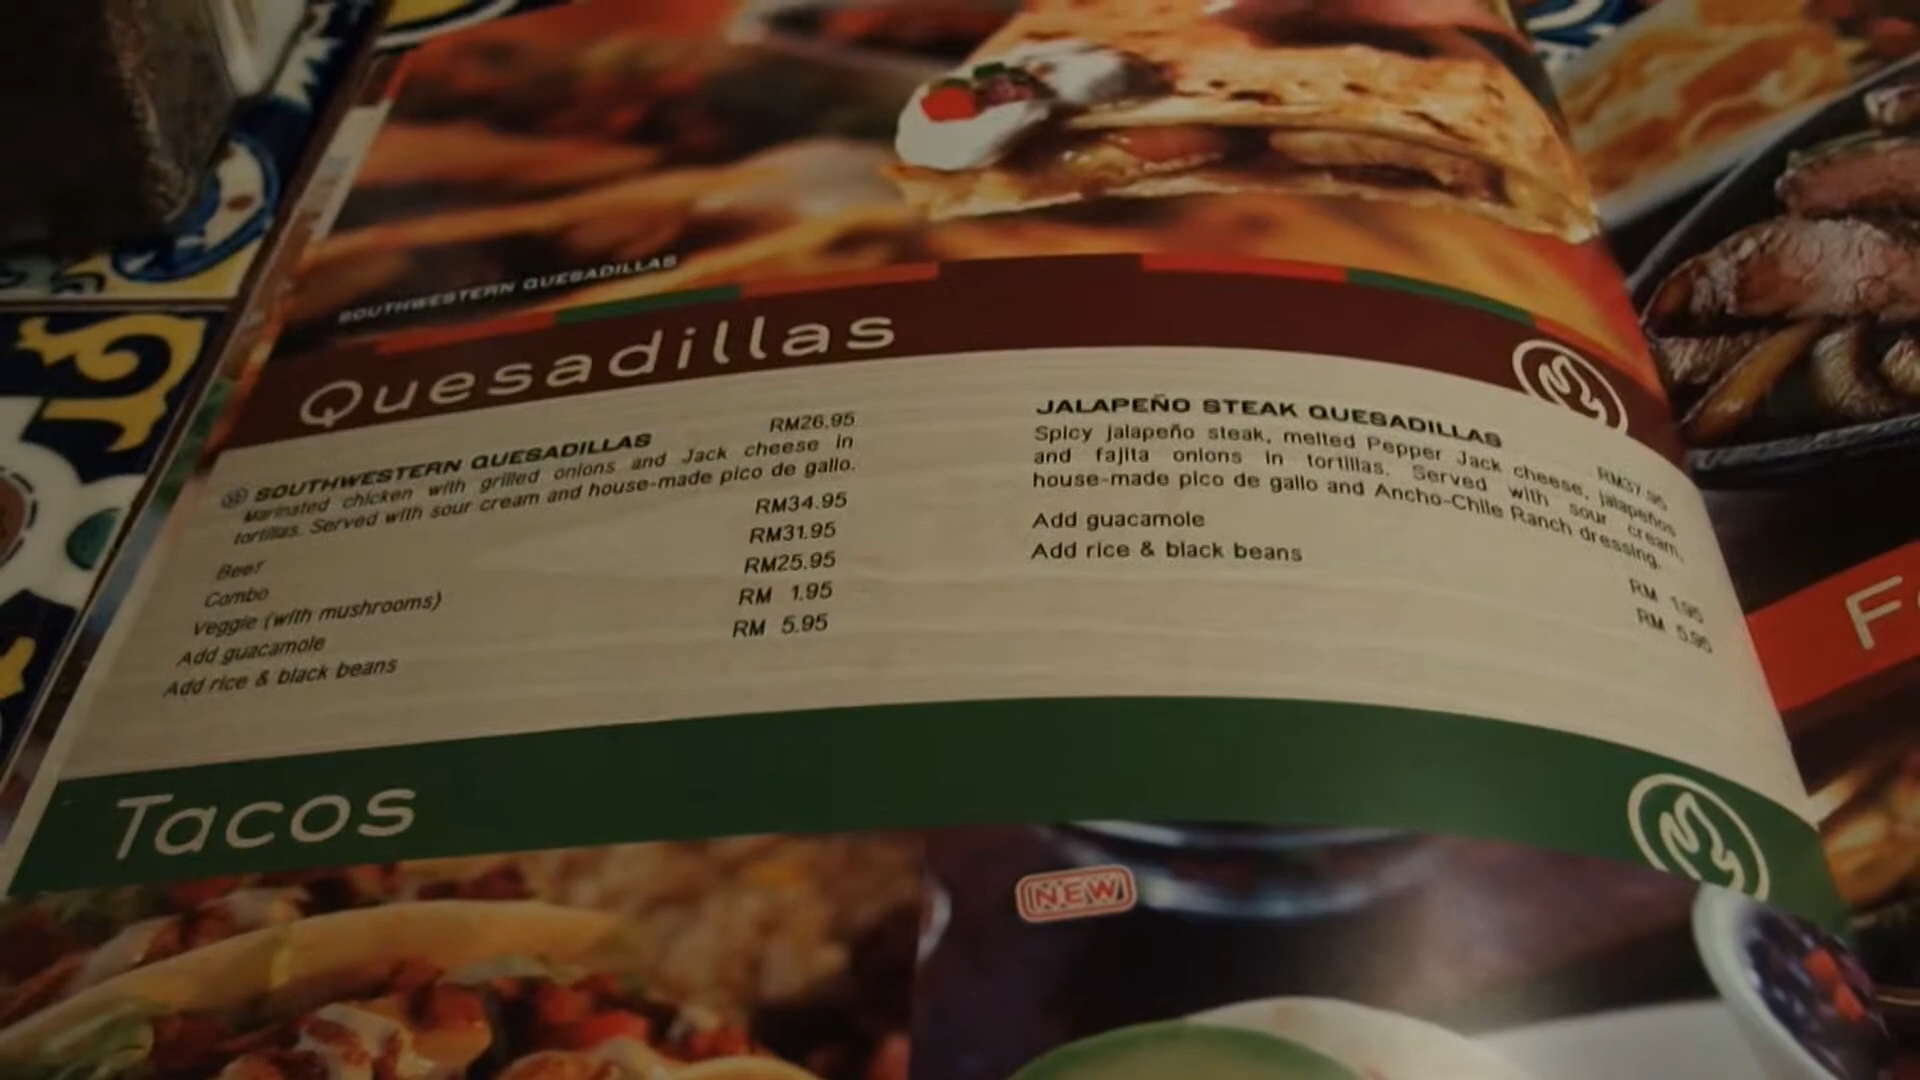 SOUTHWESTERN QUESADILLAS
Quesadillas
SOUTHWESTERN QUESADILLAS RM26.95
Marinated chicken with grilled onions and Jack cheese in
tortillas. Served with sour cream and house-made pico de gallo.
Beef RM34.95
Combo RM31.95
Veggie (with mushrooms) RM25.95
Add guacamole RM 1.95
Add rice & black beans RM 5.95
JALAPEÑO STEAK QUESADILLAS RM37.95
Spicy jalapeño steak, melted Pepper Jack cheese, jalapeños
and fajita onions in tortillas. Served with sour cream,
house-made pico de gallo and Ancho-Chile Ranch dressing.
Add guacamole RM 1.95
Add rice & black beans RM 5.95
Tacos
NEW